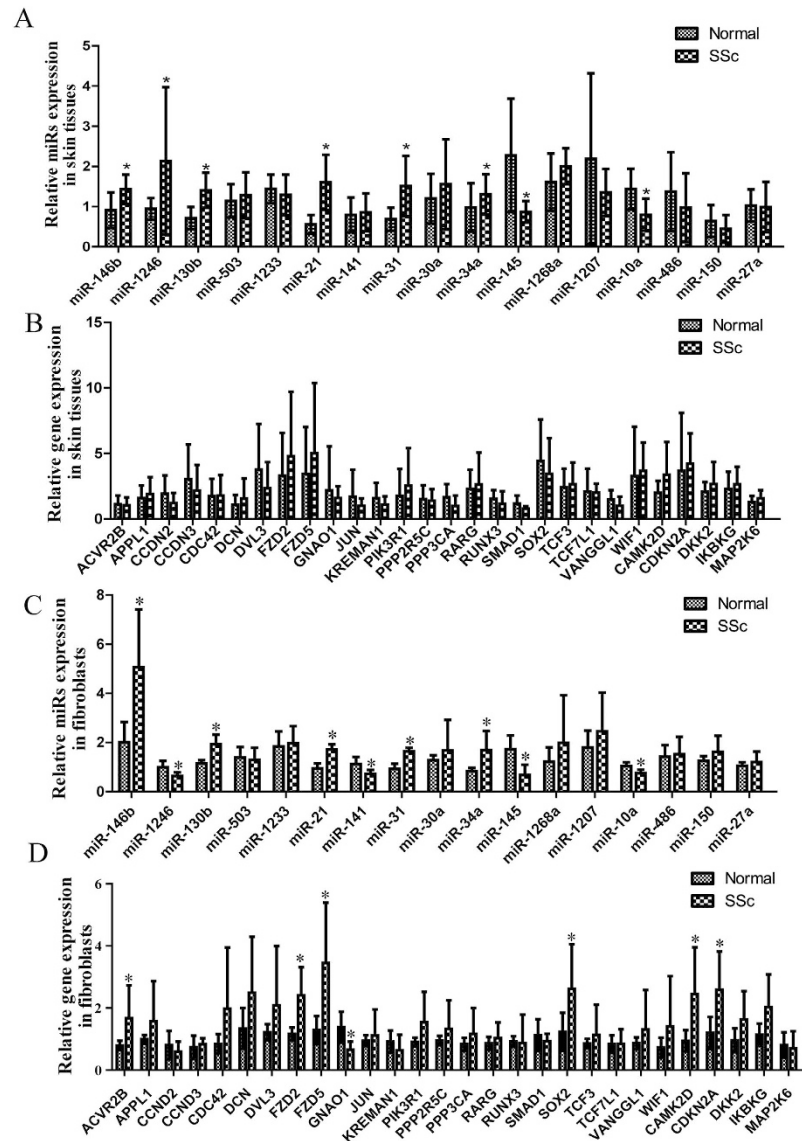 A
Normal
SSc
Relative miRs expression
in skin tissues
5
4
3
2
1
0
* * * * * * * *
miR-146b miR-1246 miR-130b miR-503 miR-1233 miR-21 miR-141 miR-31 miR-30a miR-34a miR-145 miR-1268a miR-1207 miR-10a miR-486 miR-150 miR-27a
B
Normal
SSc
Relative gene expression
in skin tissues
15
10
5
0
ACVR2B APPL1 CCDN2 CCDN3 CDC42 DCN DVL3 FZD2 FZD5 GNAO1 JUN KREMAN1 PIK3R1 PPP2R5C PPP3CA RARG RUNX3 SMAD1 SOX2 TCF3 TCF7L1 VANGGL1 WIF1 CAMK2D CDKN2A DKK2 IKBKG MAP2K6
C
Normal
SSc
Relative miRs expression
in fibroblasts
8
6
4
2
0
* * * * * * * * *
miR-146b miR-1246 miR-130b miR-503 miR-1233 miR-21 miR-141 miR-31 miR-30a miR-34a miR-145 miR-1268a miR-1207 miR-10a miR-486 miR-150 miR-27a
D
Normal
SSc
Relative gene expression
in fibroblasts
6
4
2
0
* * * * * * *
ACVR2B APPL1 CCND2 CCND3 CDC42 DCN DVL3 FZD2 FZD5 GNAO1 JUN KREMAN1 PIK3R1 PPP2R5C PPP3CA RARG RUNX3 SMAD1 SOX2 TCF3 TCF7L1 VANGGL1 WIF1 CAMK2D CDKN2A DKK2 IKBKG MAP2K6